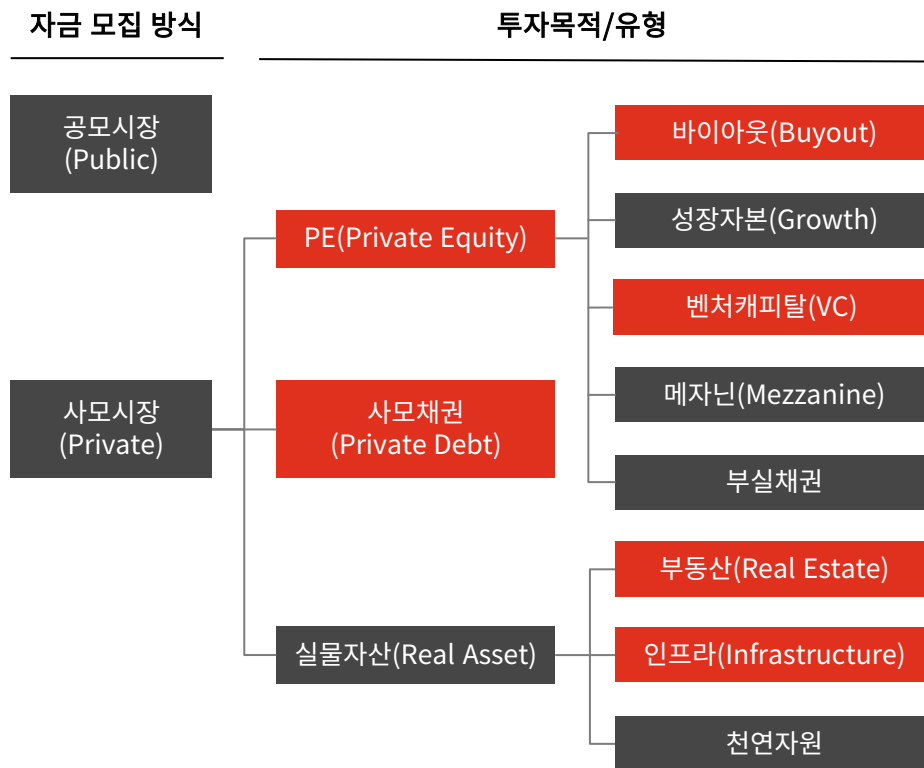 자금 모집 방식
투자목적/유형
공모시장
(Public)
사모시장
(Private)
PE(Private Equity)
사모채권
(Private Debt)
실물자산(Real Asset)
바이아웃(Buyout)
성장자본(Growth)
벤처캐피탈(VC)
메자닌(Mezzanine)
부실채권
부동산(Real Estate)
인프라(Infrastructure)
천연자원